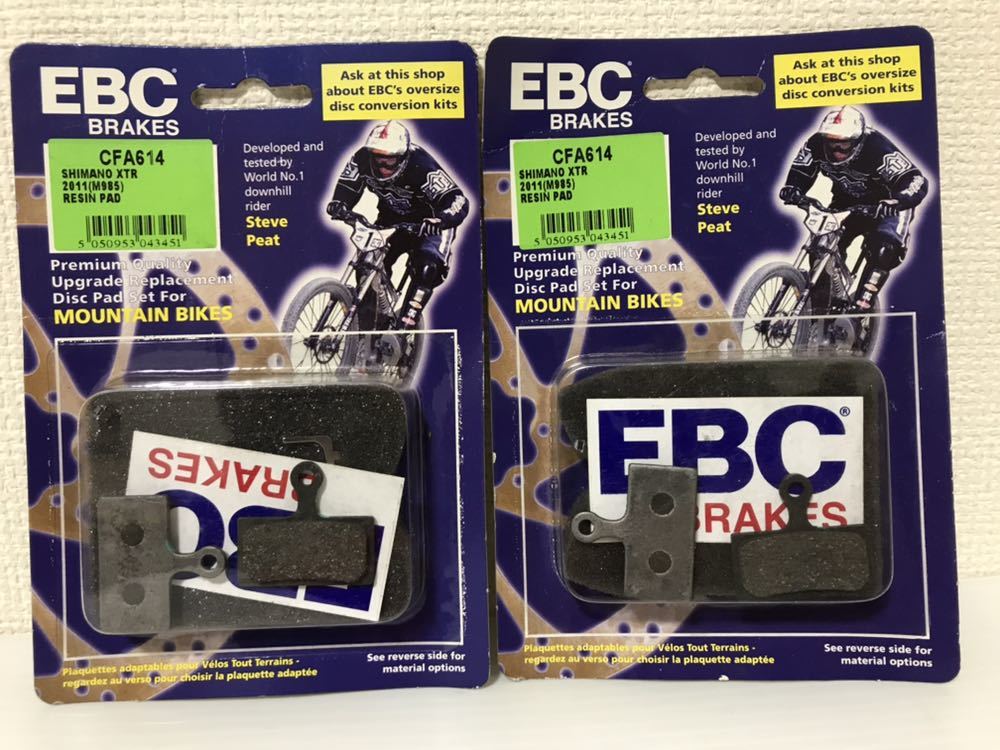 EBC
BRAKES
Ask at this shop
about EBC's oversize
disc conversion kits
CFA614
SHIMANO XTR
2011(M985)
RESIN PAD
5 050953 043451
Developed and
tested by
World No.1
downhill
rider
Steve
Peat
Premium Quality
Upgrade Replacement
Disc Pad Set For
MOUNTAIN BIKES
BRAKES
EBC
Plaquettes adaptables pour Vélos Tout Terrains -
regardez au verso pour choisir la plaquette adaptée
See reverse side for
material options
EBC
BRAKES
Ask at this shop
about EBC's oversize
disc conversion kits
CFA614
SHIMANO XTR
2011(M985)
RESIN PAD
5 050953 043451
Developed and
tested by
World No.1
downhill
rider
Steve
Peat
Premium Quality
Upgrade Replacement
Disc Pad Set For
MOUNTAIN BIKES
EBC®
BRAKES
Plaquettes adaptables pour Vélos Tout Terrains -
regardez au verso pour choisir la plaquette adaptée
See reverse side for
material options